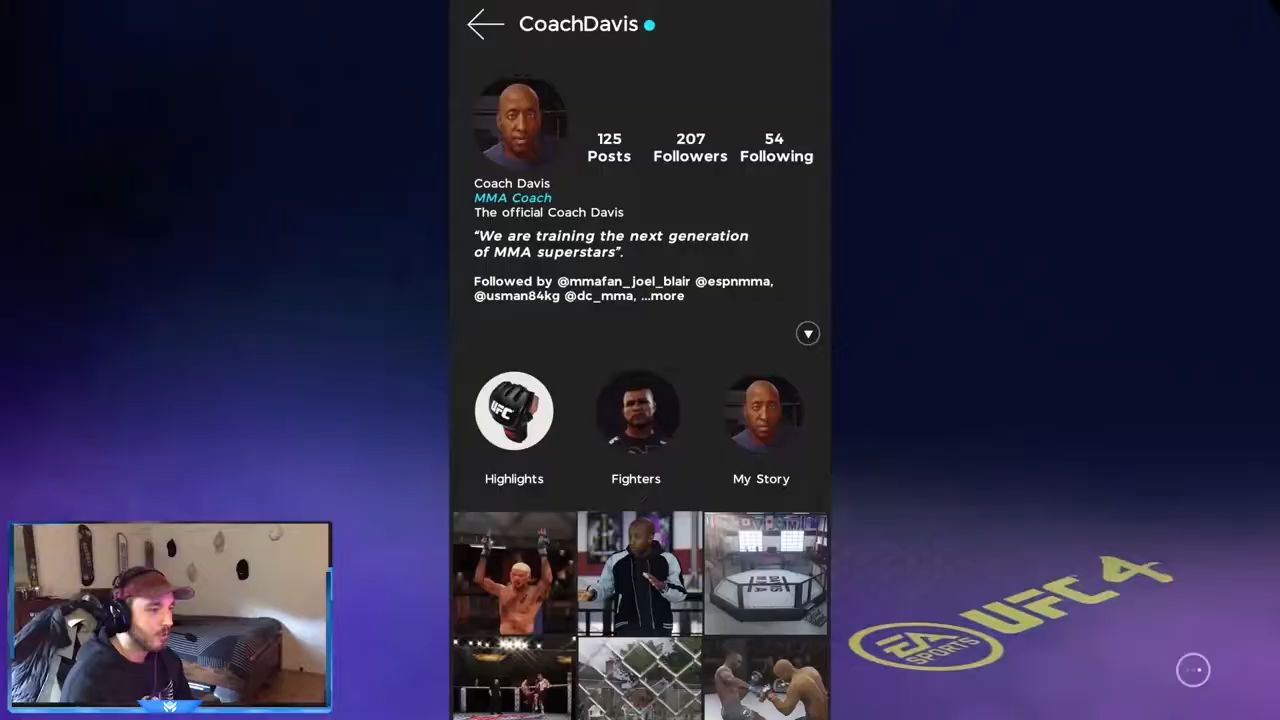 CoachDavis
125 Posts
207 Followers
54 Following
Coach Davis
MMA Coach
The official Coach Davis
“We are training the next generation
of MMA superstars”.
Followed by @mmafan_joel_blair @espnmma,
@usman84kg @dc_mma, ...more
UFC
Highlights
Fighters
My Story
EA
SPORTS
UFC 4